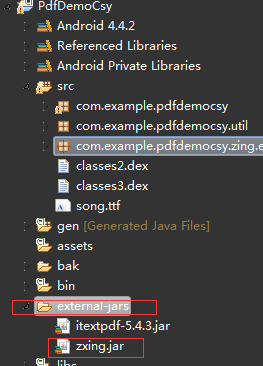 PdfDemoCsy
Android 4.4.2
Referenced Libraries
Android Private Libraries
src
com.example.pdfdemocsy
com.example.pdfdemocsy.util
com.example.pdfdemocsy.zing.e
classes2.dex
classes3.dex
song.ttf
gen [Generated Java Files]
assets
bak
bin
external-jars
itextpdf-5.4.3.jar
zxing.jar
libs